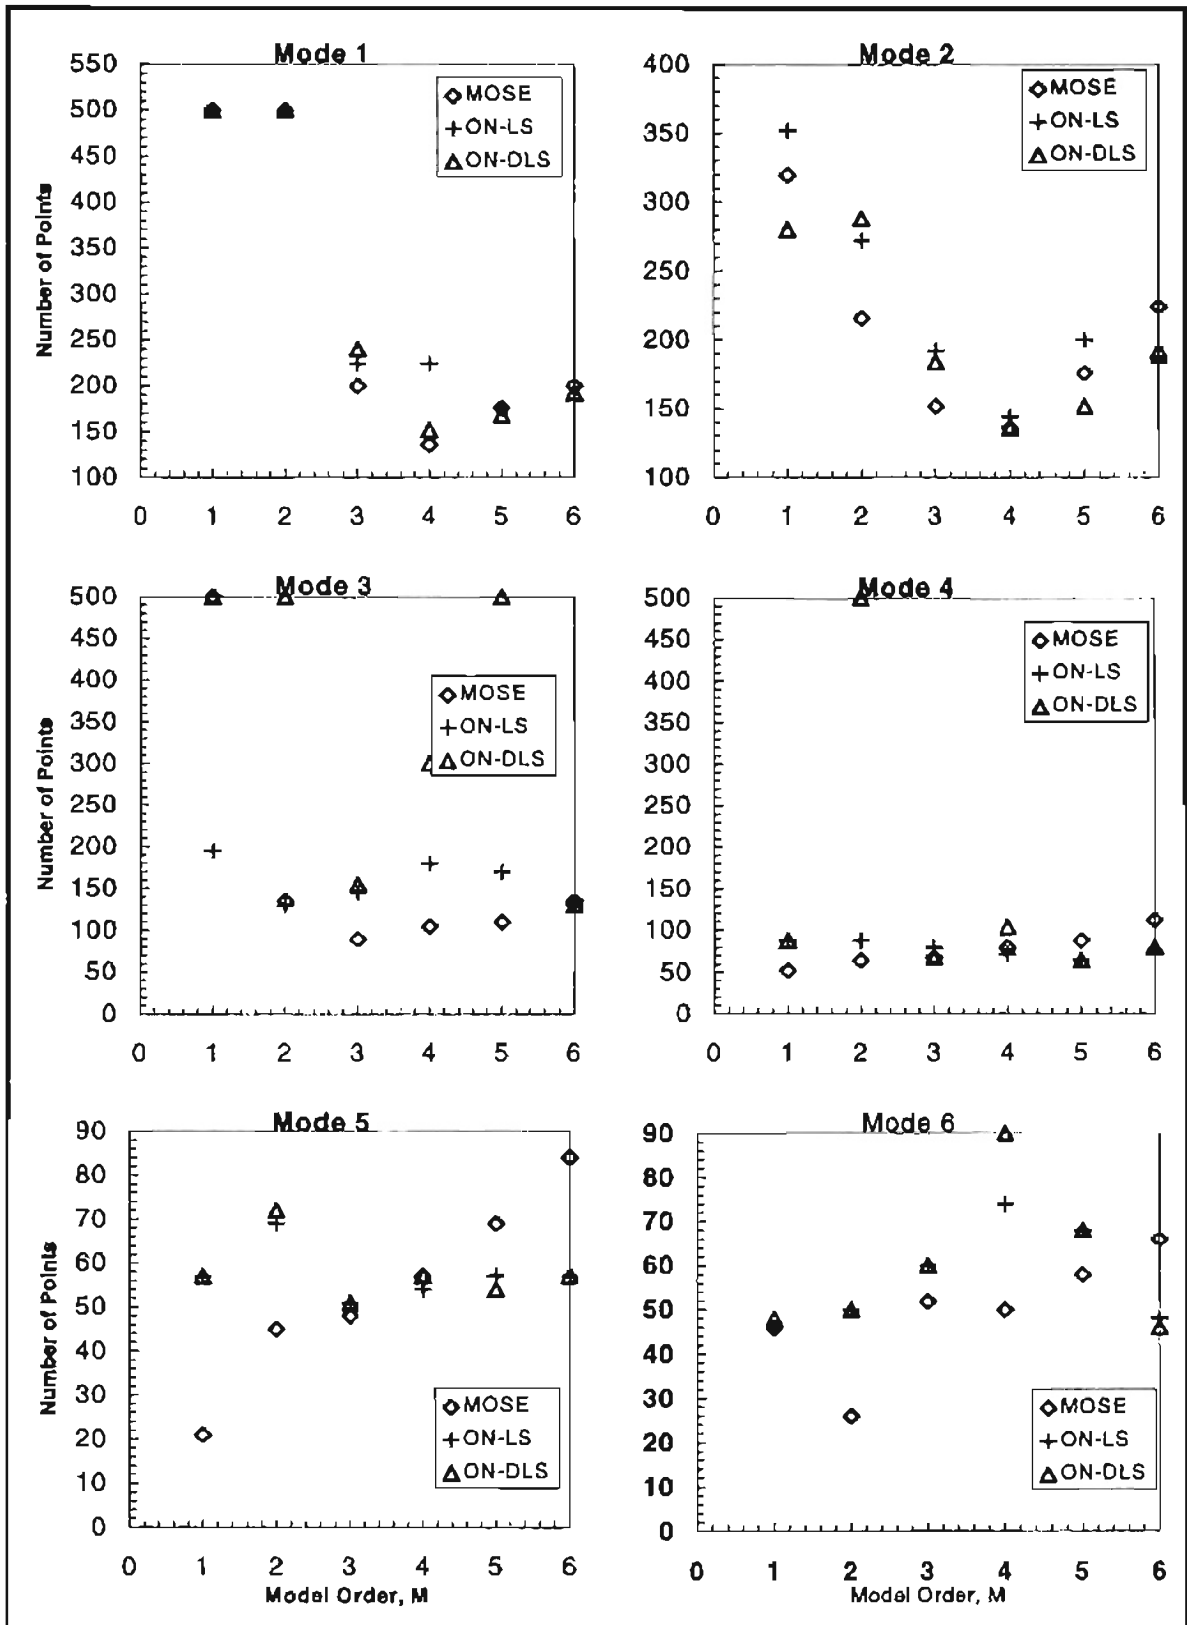 Mode 1
550
500
450
400
350
300
250
200
150
100
Number of Points
0 1 2 3 4 5 6
MOSE
ON-LS
ON-DLS
Mode 2
400
350
300
250
200
150
100
0 1 2 3 4 5 6
MOSE
ON-LS
ON-DLS
Mode 3
500
450
400
350
300
250
200
150
100
50
0
Number of Points
0 1 2 3 4 5 6
MOSE
ON-LS
ON-DLS
Mode 4
500
450
400
350
300
250
200
150
100
50
0
0 1 2 3 4 5 6
MOSE
ON-LS
ON-DLS
Mode 5
90
80
70
60
50
40
30
20
10
0
Number of Points
0 1 2 3 4 5 6
Model Order, M
MOSE
ON-LS
ON-DLS
Mode 6
90
80
70
60
50
40
30
20
10
0
0 1 2 3 4 5 6
Model Order, M
MOSE
ON-LS
ON-DLS